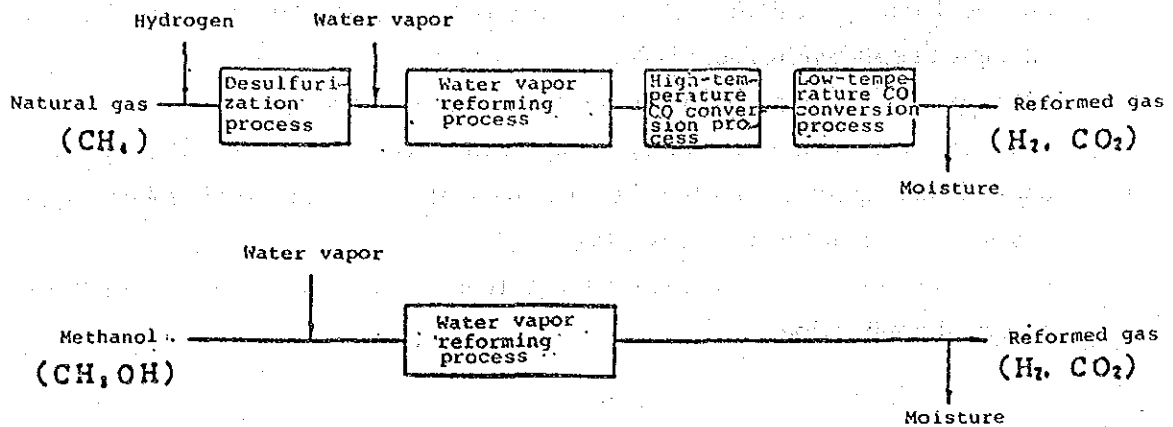 Hydrogen
Water vapor
Natural gas
(CH₄)
Desulfuri-
zation
process
Water vapor
reforming
process
High-tem-
perature
CO conver
sion pro
cess
Low-tempe-
rature CO
conversion
process
Reformed gas
(H₂, CO₂)
Moisture
Water vapor
Methanol
(CH₃OH)
Water vapor
reforming
process
Reformed gas
(H₂, CO₂)
Moisture